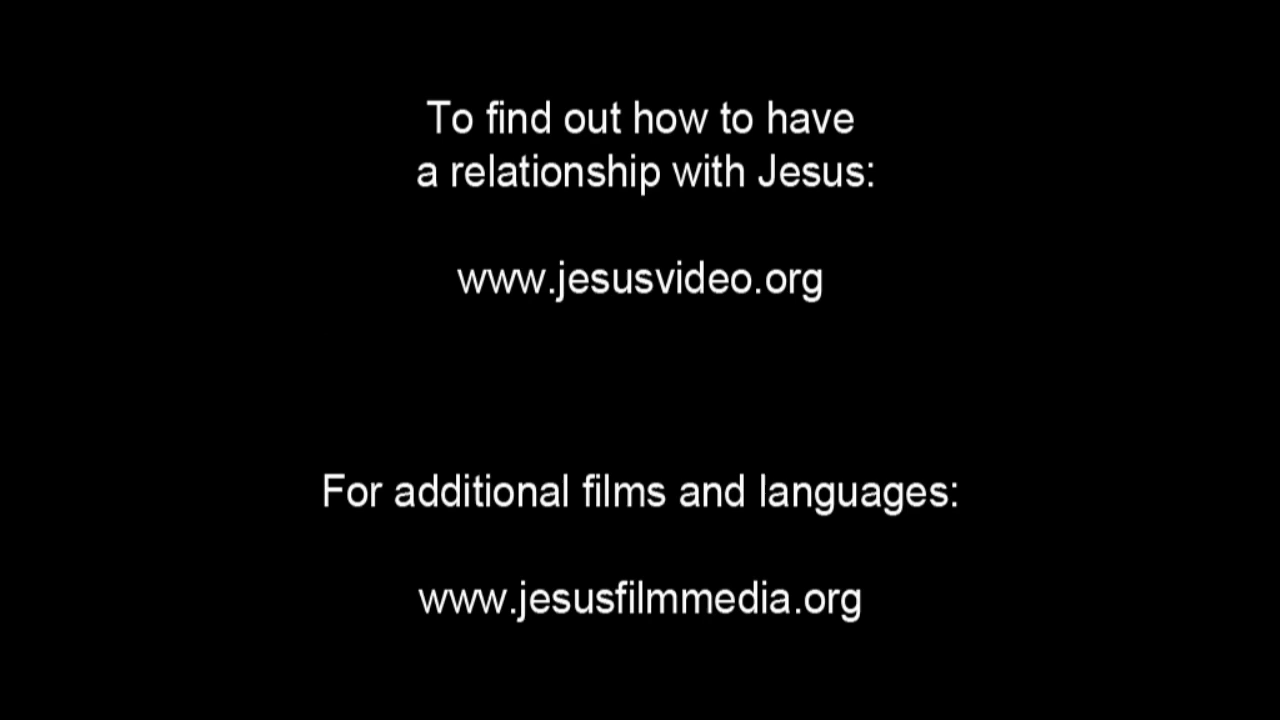 To find out how to have
a relationship with Jesus:
www.jesusvideo.org
For additional films and languages:
www.jesusfilmmedia.org